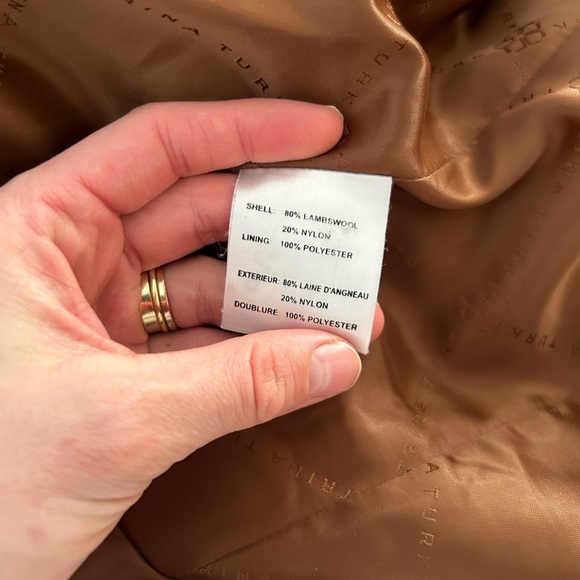 SHELL: 80% LAMBSWOOL
20% NYLON
LINING: 100% POLYESTER
EXTERIEUR: 80% LAINE D'ANGNEAU
20% NYLON
DOUBLURE: 100% POLYESTER